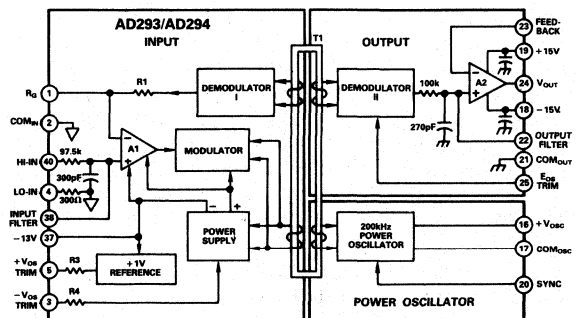 AD293/AD294
INPUT
T1
OUTPUT
FEED-
BACK
23
+15V
19
VOUT
24
-15V
18
OUTPUT
FILTER
22
COMOUT
21
EOS
TRIM
25
RG
1
R1
DEMODULATOR
I
DEMODULATOR
II
100k
A2
270pF
COMIN
2
HI-IN
40
97.5k
300pF
A1
MODULATOR
LO-IN
4
300Ω
INPUT
FILTER
38
-13V
37
POWER
SUPPLY
- +
200kHz
POWER
OSCILLATOR
+VOSC
16
COMOSC
17
SYNC
20
+VOS
TRIM
5
R3
+1V
REFERENCE
-VOS
TRIM
3
R4
POWER OSCILLATOR